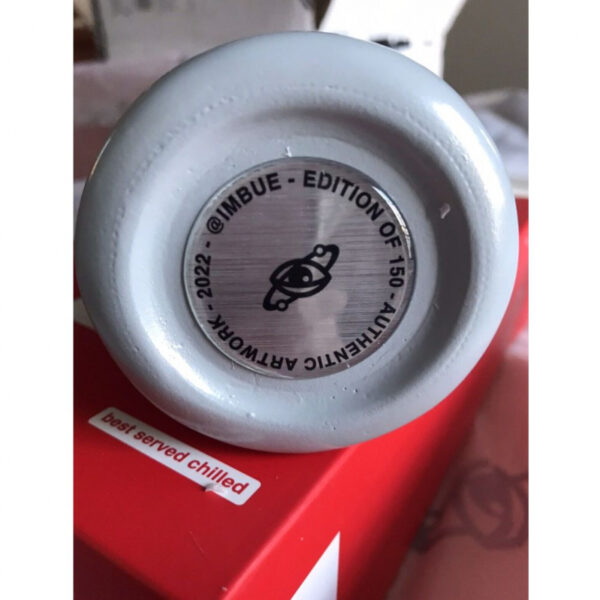 @IMBUE - EDITION OF 150 - AUTHENTIC ARTWORK - 2022 -
best served chilled